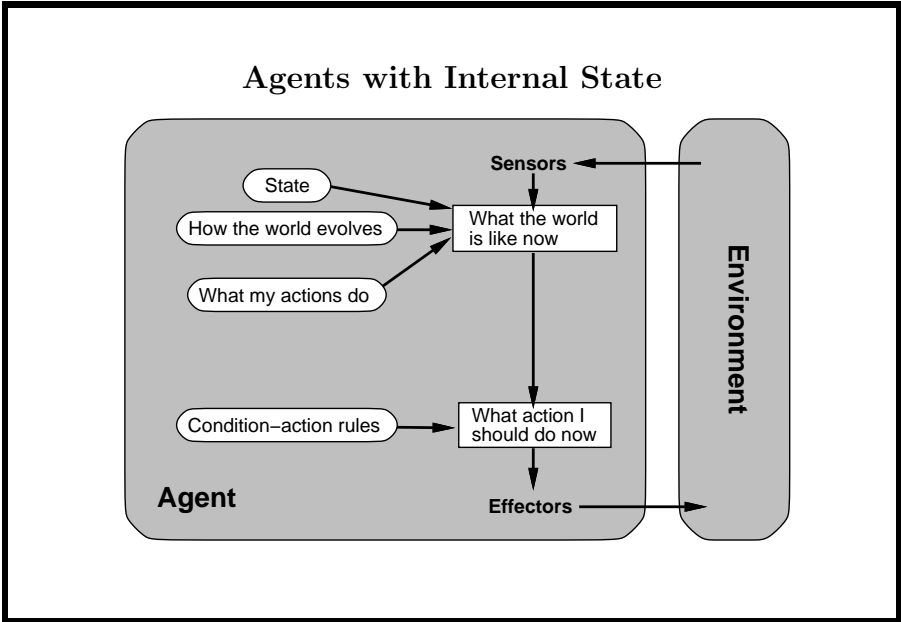 Agents with Internal State
Sensors
State
What the world
is like now
How the world evolves
What my actions do
Environment
Condition−action rules
What action I
should do now
Agent
Effectors